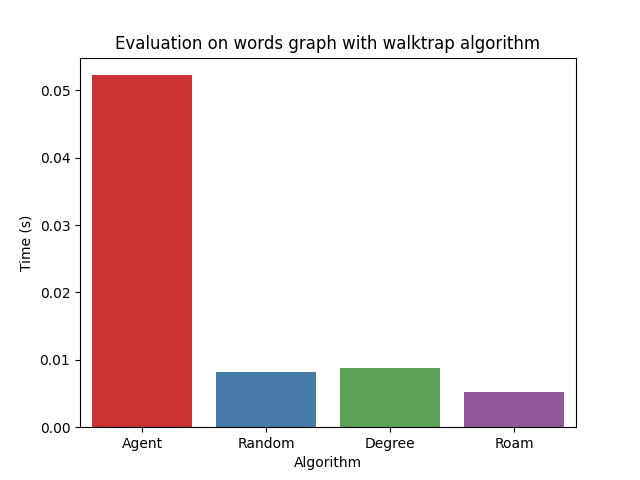 Evaluation on words graph with walktrap algorithm
0.05
0.04
0.03
0.02
0.01
0.00
Time (s)
Agent Random Degree Roam
Algorithm